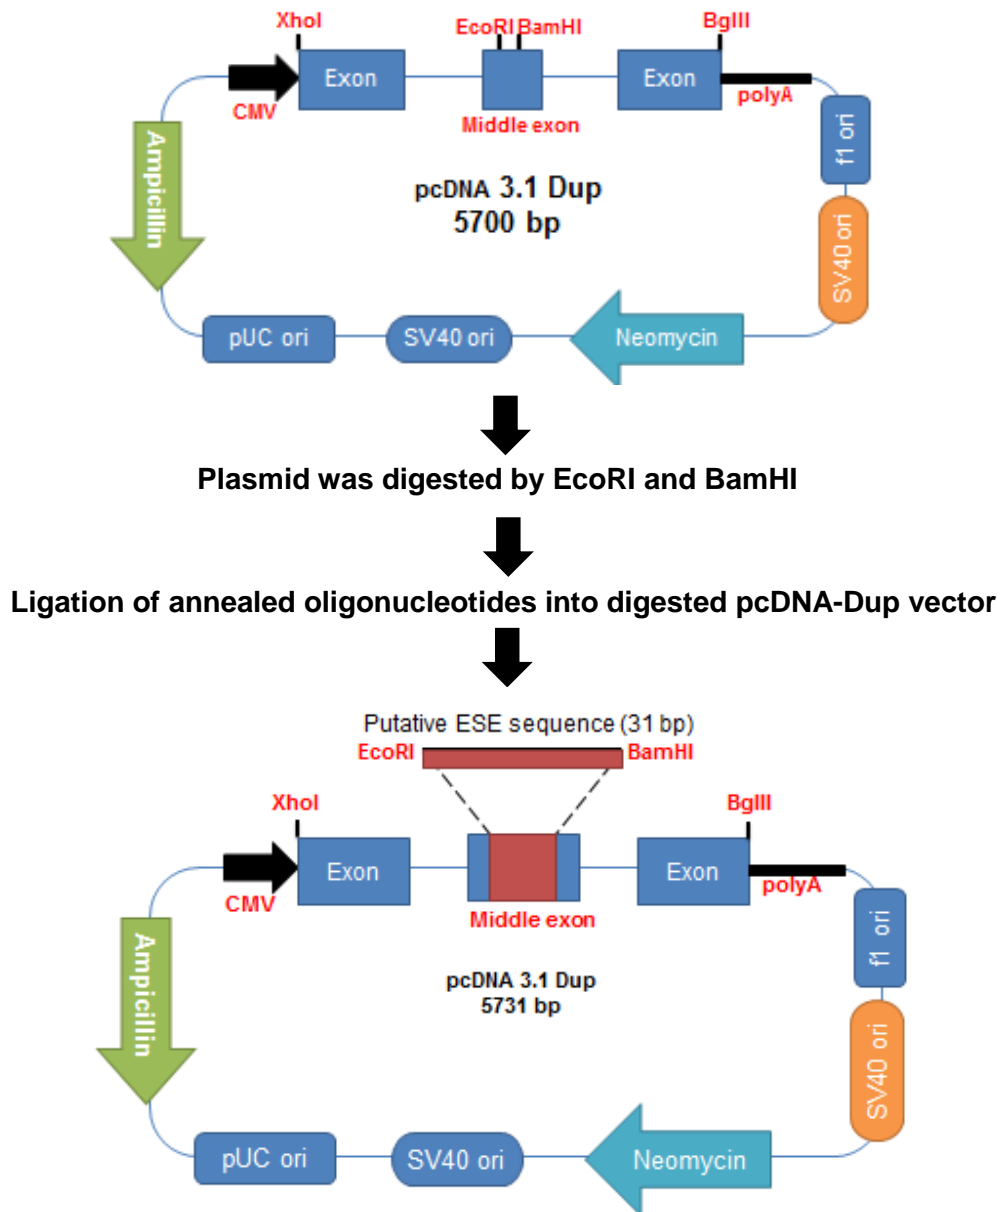 XhoI
EcoRI BamHI
BglII
Exon
Exon
CMV
Middle exon
polyA
Ampicillin
f1 ori
pcDNA 3.1 Dup
5700 bp
SV40 ori
pUC ori
SV40 ori
Neomycin
Plasmid was digested by EcoRI and BamHI
Ligation of annealed oligonucleotides into digested pcDNA-Dup vector
Putative ESE sequence (31 bp)
EcoRI
BamHI
XhoI
BglII
Exon
Exon
CMV
Middle exon
polyA
Ampicillin
f1 ori
pcDNA 3.1 Dup
5731 bp
SV40 ori
pUC ori
SV40 ori
Neomycin